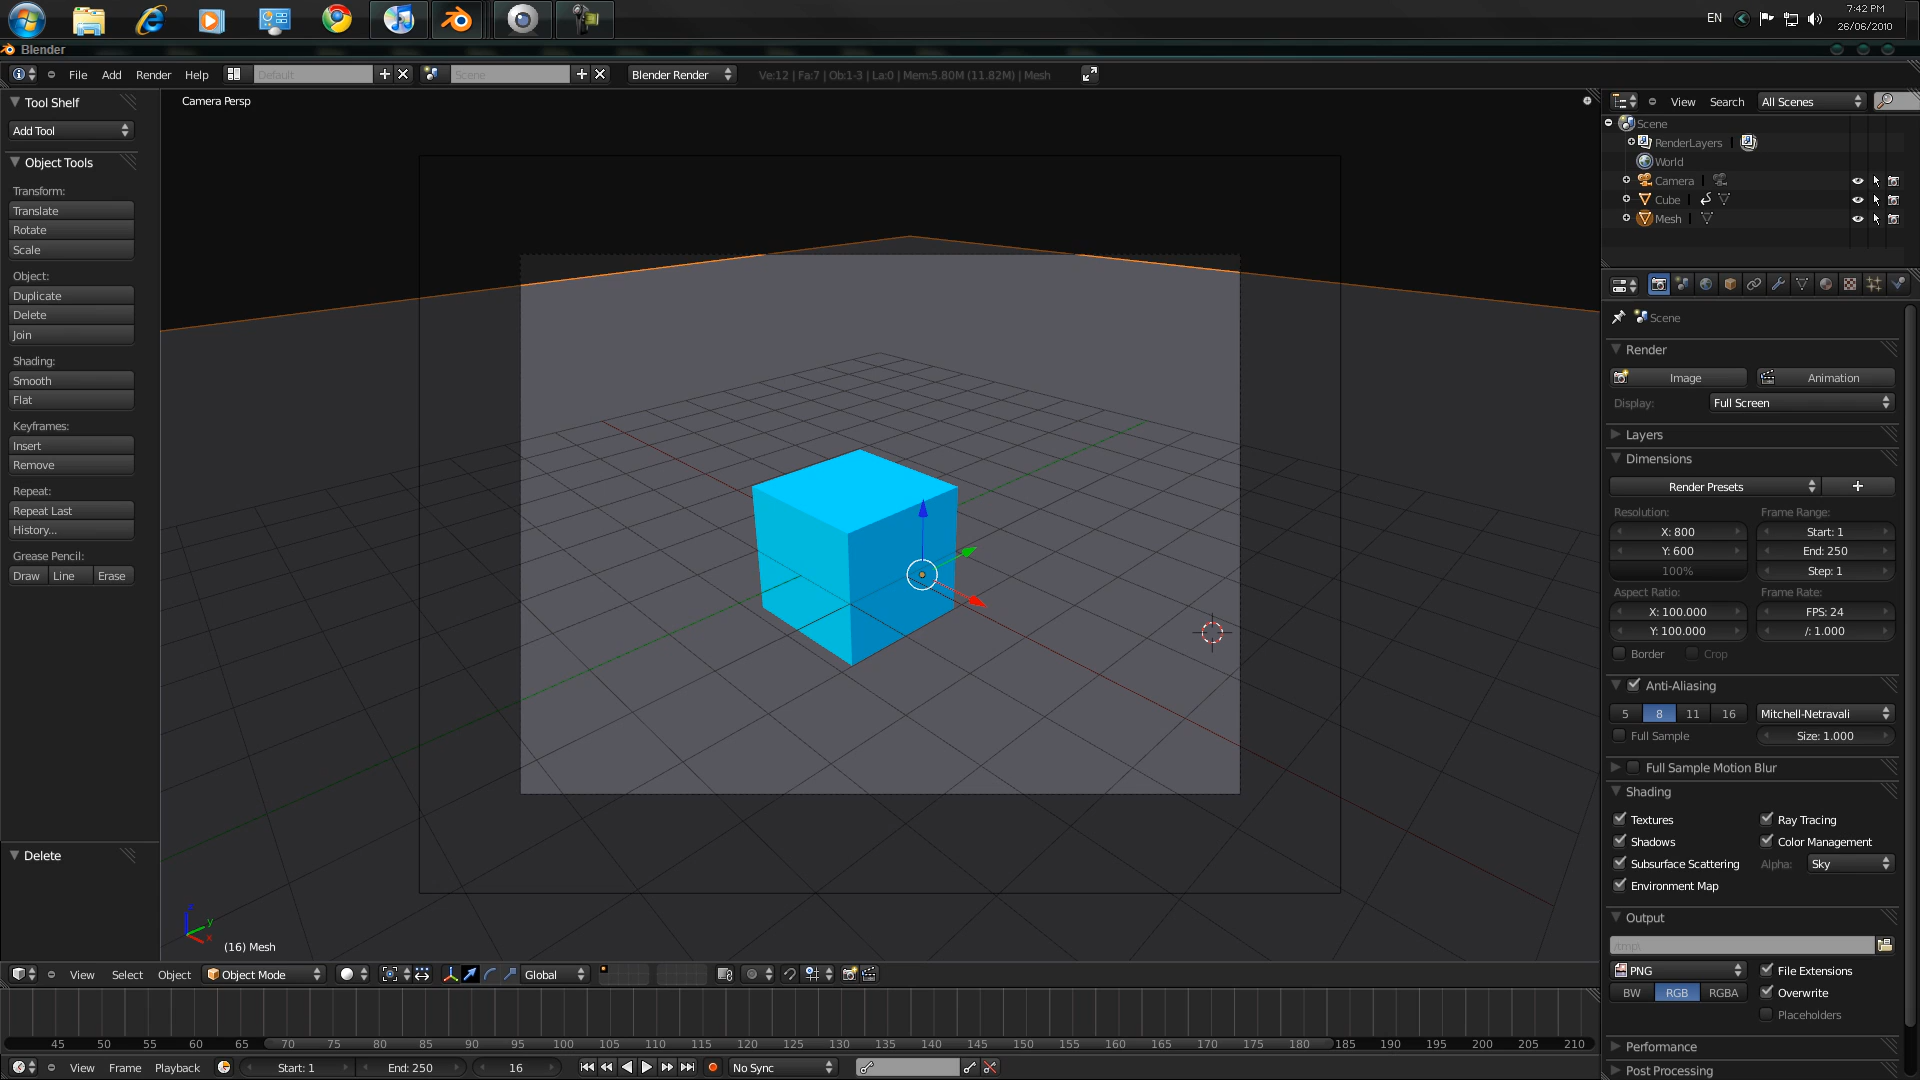 EN
7:42 PM
26/06/2010
Blender
File Add Render Help
Default
Scene
Blender Render
Ve:12 | Fa:7 | Ob:1-3 | La:0 | Mem:5.80M (11.82M) | Mesh
Tool Shelf
Add Tool
Object Tools
Transform:
Translate
Rotate
Scale
Object:
Duplicate
Delete
Join
Shading:
Smooth
Flat
Keyframes:
Insert
Remove
Repeat:
Repeat Last
History...
Grease Pencil:
Draw Line Erase
Delete
Camera Persp
z
y
x
(16) Mesh
View Select Object Object Mode Global
View Search All Scenes
Scene
RenderLayers |
World
Camera |
Cube |
Mesh |
Scene
Render
Image Animation
Display: Full Screen
Layers
Dimensions
Render Presets
Resolution: Frame Range:
X: 800 Start: 1
Y: 600 End: 250
100% Step: 1
Aspect Ratio: Frame Rate:
X: 100.000 FPS: 24
Y: 100.000 /: 1.000
Border Crop
Anti-Aliasing
5 8 11 16 Mitchell-Netravali
Full Sample Size: 1.000
Full Sample Motion Blur
Shading
Textures Ray Tracing
Shadows Color Management
Subsurface Scattering Alpha: Sky
Environment Map
Output
/tmp\
PNG File Extensions
BW RGB RGBA Overwrite
Placeholders
Performance
Post Processing
45 50 55 60 65 70 75 80 85 90 95 100 105 110 115 120 125 130 135 140 145 150 155 160 165 170 175 180 185 190 195 200 205 210
View Frame Playback Start: 1 End: 250 16 No Sync